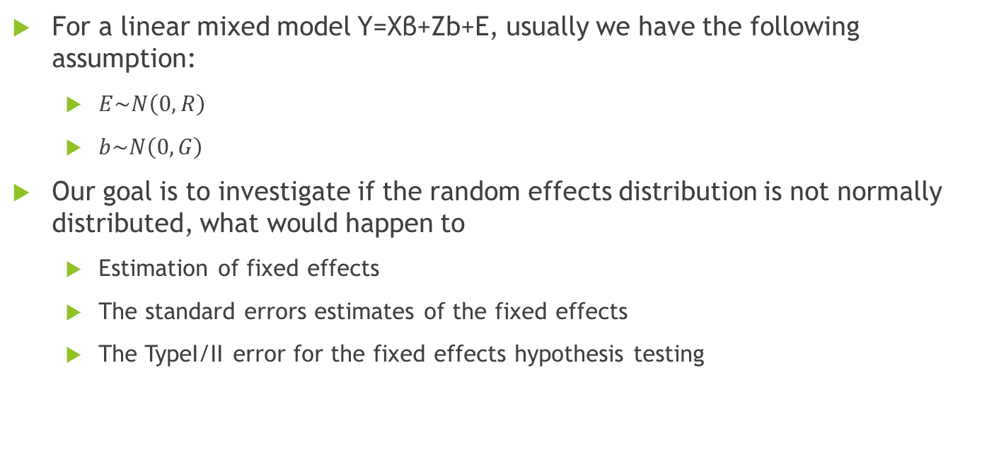 For a linear mixed model Y=Xβ+Zb+E, usually we have the following
assumption:
E~N(0, R)
b~N(0, G)
Our goal is to investigate if the random effects distribution is not normally
distributed, what would happen to
Estimation of fixed effects
The standard errors estimates of the fixed effects
The TypeI/II error for the fixed effects hypothesis testing